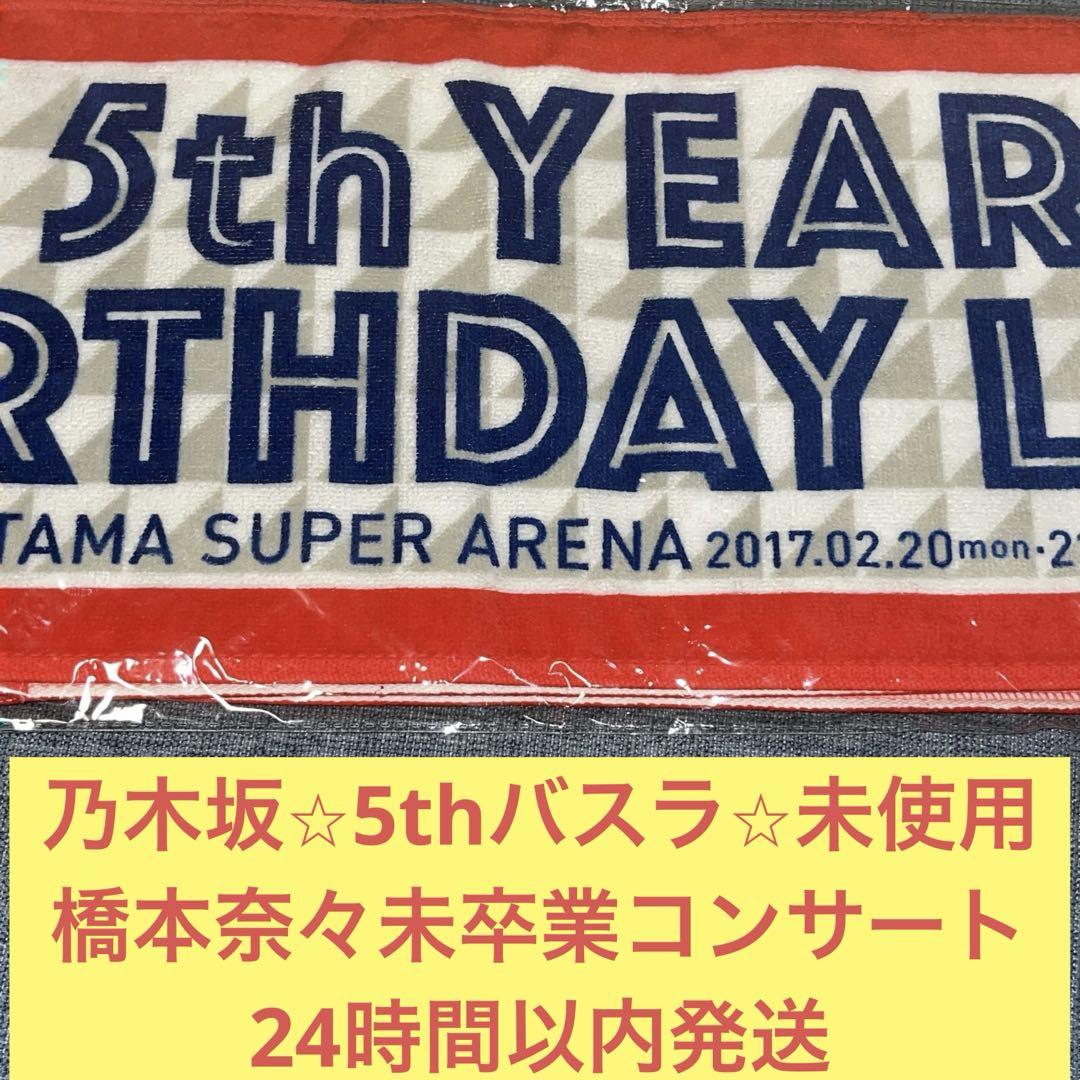 5th YEAR
RTHDAY L
TAMA SUPER ARENA 2017.02.20mon・2
乃木坂☆5thバスラ☆未使用
橋本奈々未卒業コンサート
24時間以内発送